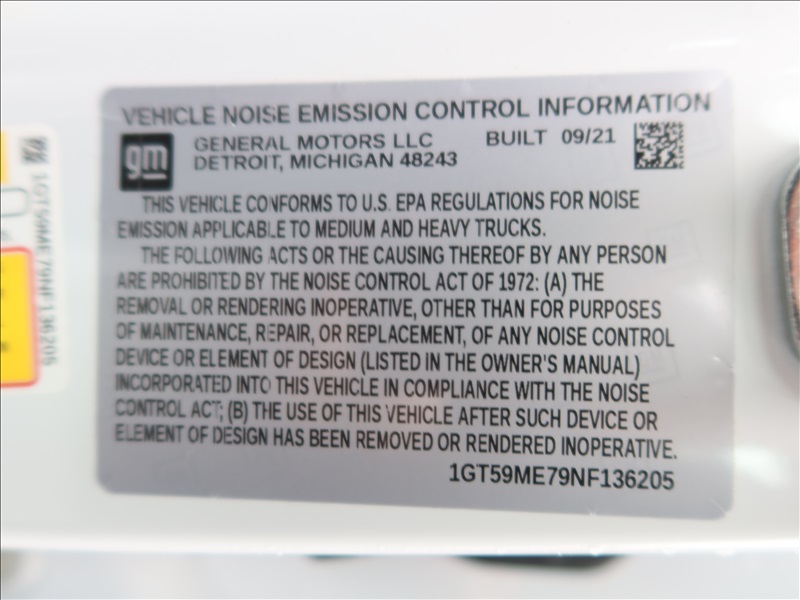 VEHICLE NOISE EMISSION CONTROL INFORMATION
gm
GENERAL MOTORS LLC BUILT 09/21
DETROIT, MICHIGAN 48243
THIS VEHICLE CONFORMS TO U.S. EPA REGULATIONS FOR NOISE
EMISSION APPLICABLE TO MEDIUM AND HEAVY TRUCKS.
THE FOLLOWING ACTS OR THE CAUSING THEREOF BY ANY PERSON
ARE PROHIBITED BY THE NOISE CONTROL ACT OF 1972: (A) THE
REMOVAL OR RENDERING INOPERATIVE, OTHER THAN FOR PURPOSES
OF MAINTENANCE, REPAIR, OR REPLACEMENT, OF ANY NOISE CONTROL
DEVICE OR ELEMENT OF DESIGN (LISTED IN THE OWNER'S MANUAL)
INCORPORATED INTO THIS VEHICLE IN COMPLIANCE WITH THE NOISE
CONTROL ACT; (B) THE USE OF THIS VEHICLE AFTER SUCH DEVICE OR
ELEMENT OF DESIGN HAS BEEN REMOVED OR RENDERED INOPERATIVE.
1GT59ME79NF136205
1GT59ME79NF136205